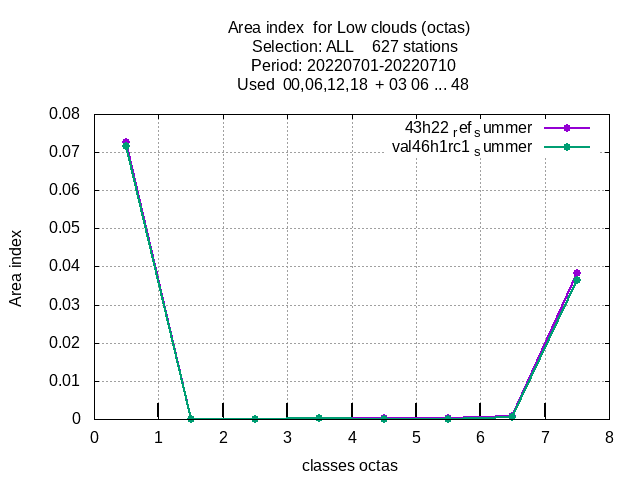 Area index  for Low clouds (octas)
Selection: ALL    627 stations
Period: 20220701-20220710
Used  00,06,12,18  + 03 06 ... 48
43h22 ref summer
val46h1rc1 summer
0.08
0.07
0.06
0.05
0.04
0.03
0.02
0.01
0
Area index
0 1 2 3 4 5 6 7 8
classes octas